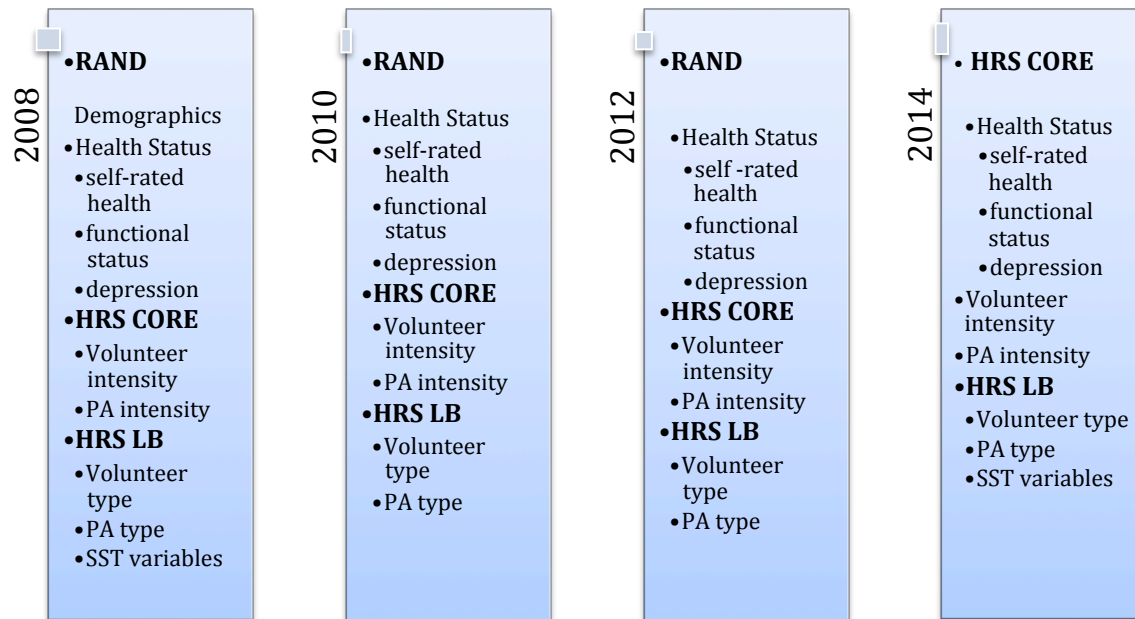 2008
•RAND
Demographics
•Health Status
•self-rated
health
•functional
status
•depression
•HRS CORE
•Volunteer
intensity
•PA intensity
•HRS LB
•Volunteer
type
•PA type
•SST variables
2010
•RAND
•Health Status
•self-rated
health
•functional
status
•depression
•HRS CORE
•Volunteer
intensity
•PA intensity
•HRS LB
•Volunteer
type
•PA type
2012
•RAND
•Health Status
•self -rated
health
•functional
status
•depression
•HRS CORE
•Volunteer
intensity
•PA intensity
•HRS LB
•Volunteer
type
•PA type
2014
• HRS CORE
•Health Status
•self-rated
health
•functional
status
•depression
•Volunteer
intensity
•PA intensity
•HRS LB
•Volunteer type
•PA type
•SST variables